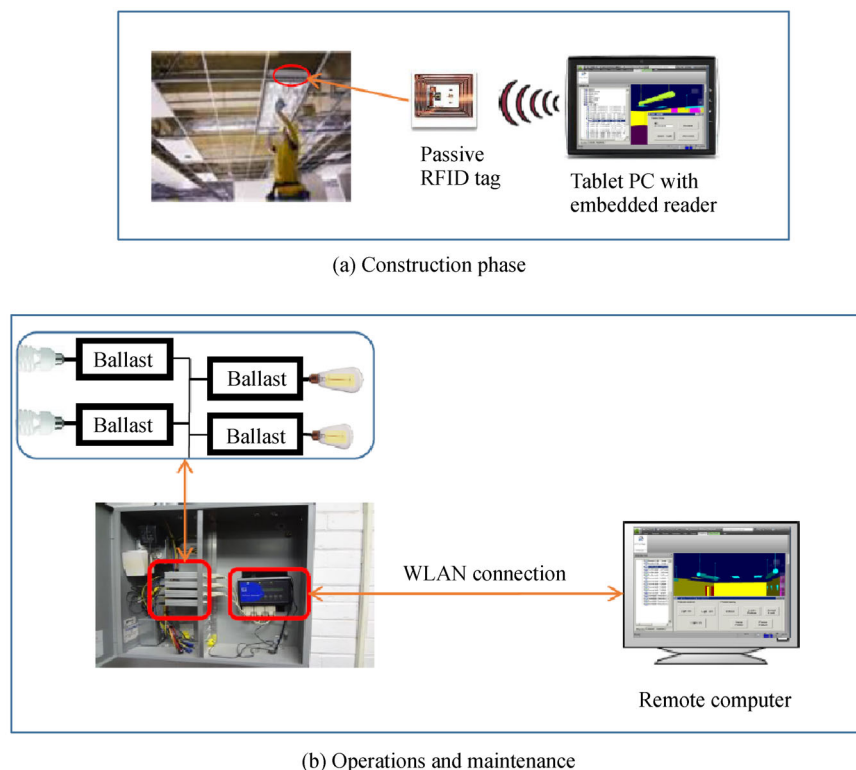 Passive
RFID tag
Tablet PC with
embedded reader
(a) Construction phase
Ballast
Ballast
Ballast
Ballast
WLAN connection
Remote computer
(b) Operations and maintenance